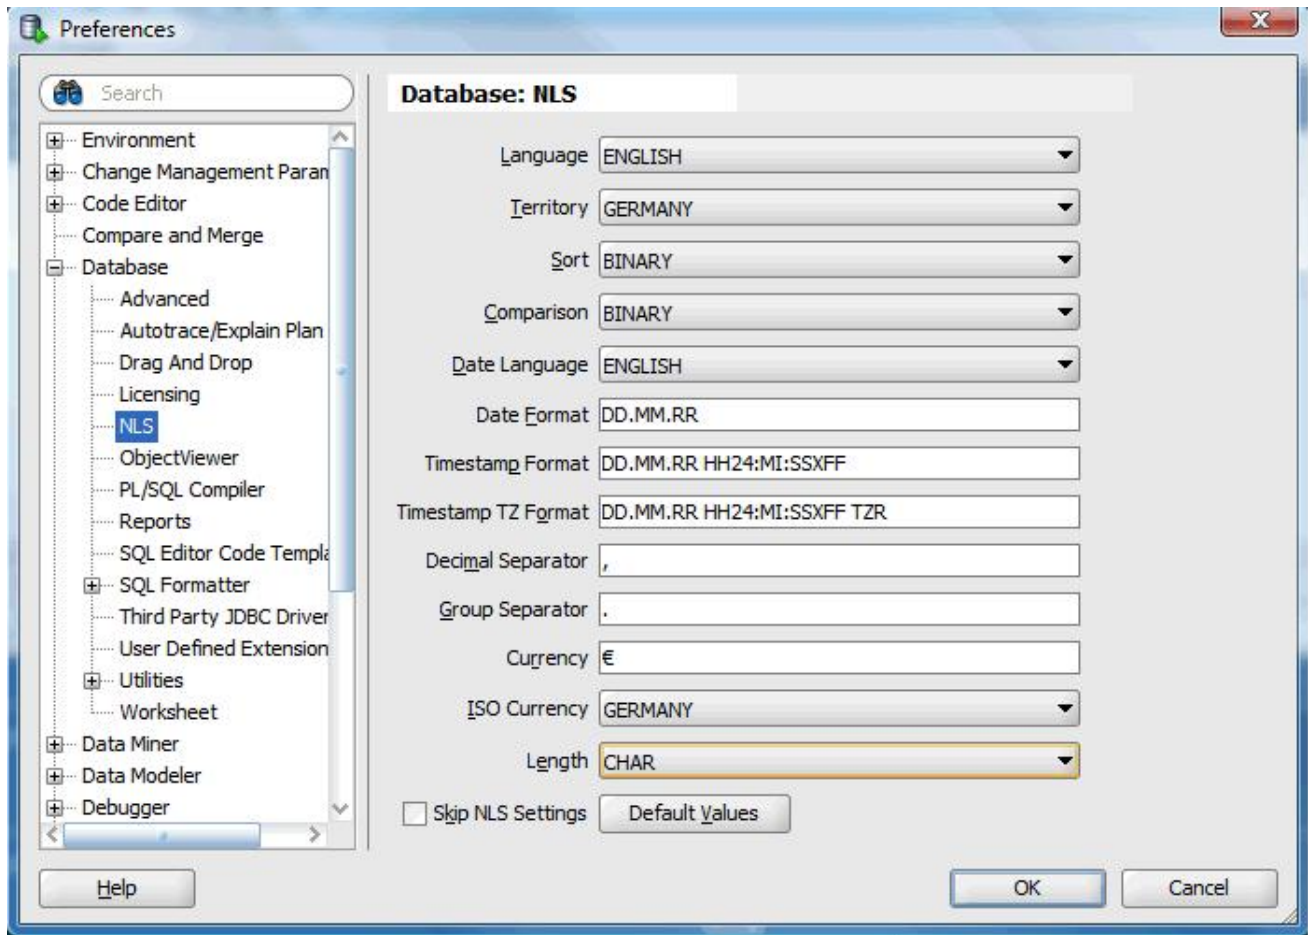 Preferences
X
Search
Environment
Change Management Param
Code Editor
Compare and Merge
Database
Advanced
Autotrace/Explain Plan
Drag And Drop
Licensing
NLS
ObjectViewer
PL/SQL Compiler
Reports
SQL Editor Code Templa
SQL Formatter
Third Party JDBC Driver
User Defined Extension
Utilities
Worksheet
Data Miner
Data Modeler
Debugger
Database: NLS
Language ENGLISH
Territory GERMANY
Sort BINARY
Comparison BINARY
Date Language ENGLISH
Date Format DD.MM.RR
Timestamp Format DD.MM.RR HH24:MI:SSXFF
Timestamp TZ Format DD.MM.RR HH24:MI:SSXFF TZR
Decimal Separator ,
Group Separator .
Currency €
ISO Currency GERMANY
Length CHAR
Skip NLS Settings Default Values
Help OK Cancel